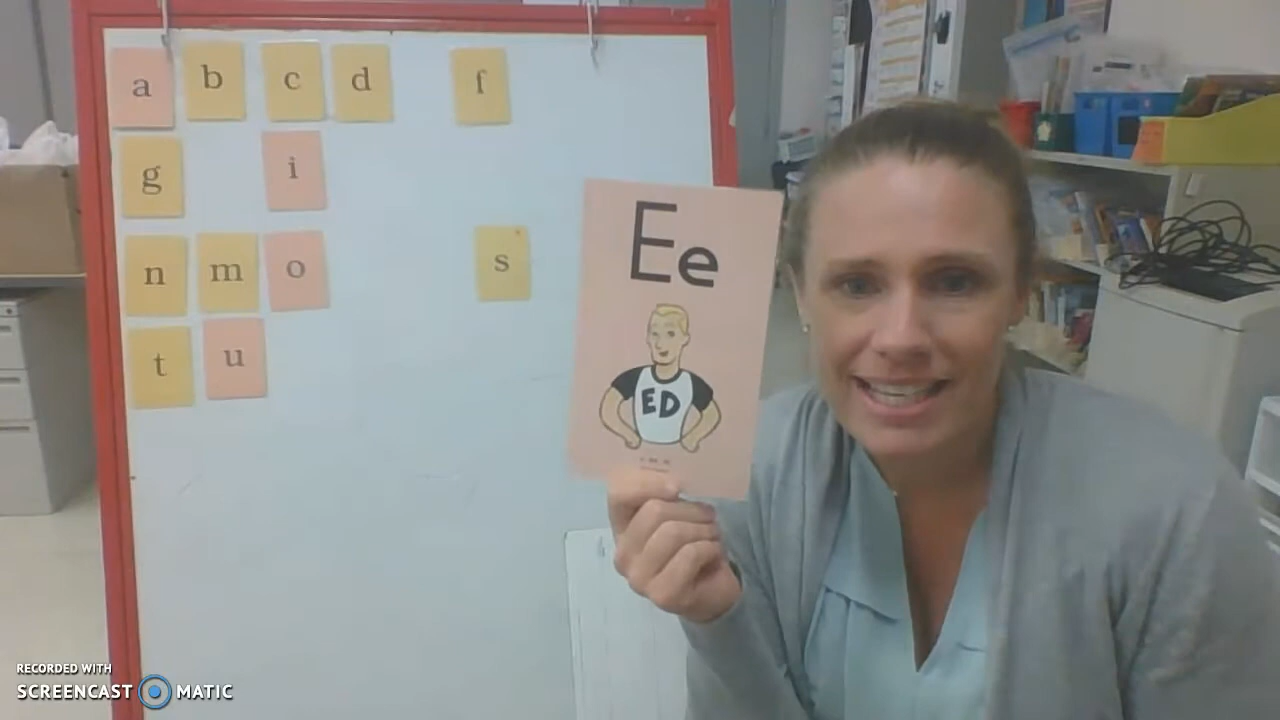 a b c d f
g i
n m o s
t u
Ee
ED
RECORDED WITH
SCREENCAST MATIC